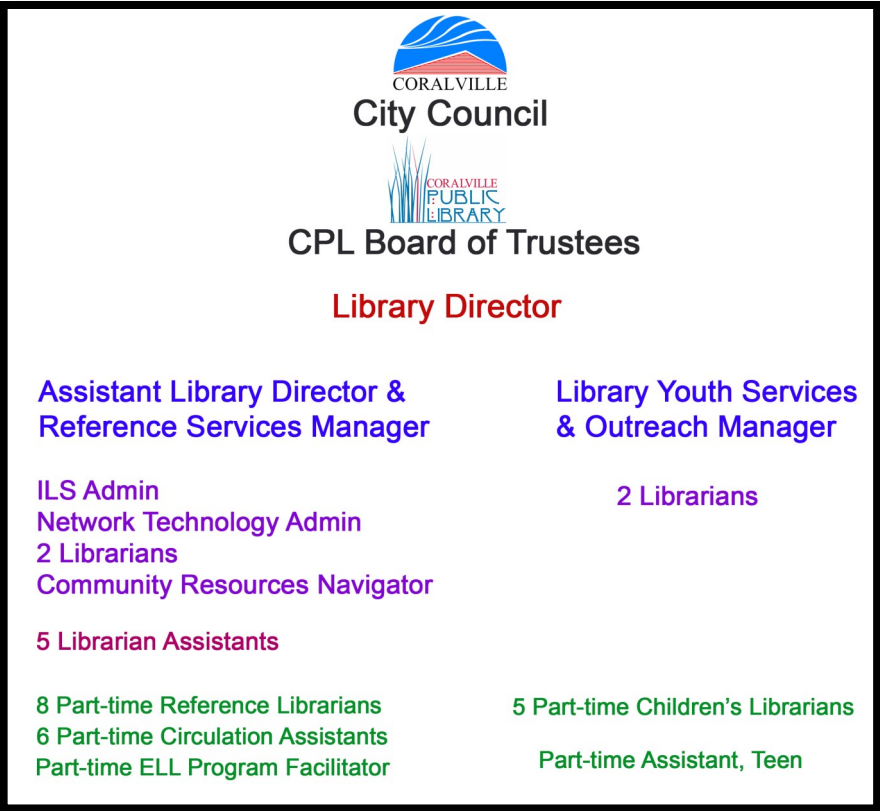 CORALVILLE
City Council
CORALVILLE
PUBLIC
LIBRARY
CPL Board of Trustees
Library Director
Assistant Library Director &
Reference Services Manager
ILS Admin
Network Technology Admin
2 Librarians
Community Resources Navigator
5 Librarian Assistants
8 Part-time Reference Librarians
6 Part-time Circulation Assistants
Part-time ELL Program Facilitator
Library Youth Services
& Outreach Manager
2 Librarians
5 Part-time Children’s Librarians
Part-time Assistant, Teen